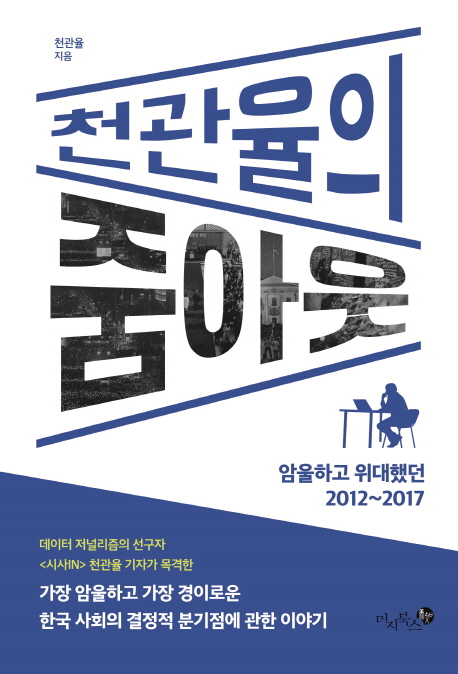 천관율
지음
천관율의
줌아웃
암울하고 위대했던
2012~2017
데이터 저널리즘의 선구자
<시사IN> 천관율 기자가 목격한
가장 암울하고 가장 경이로운
한국 사회의 결정적 분기점에 관한 이야기
미지북스